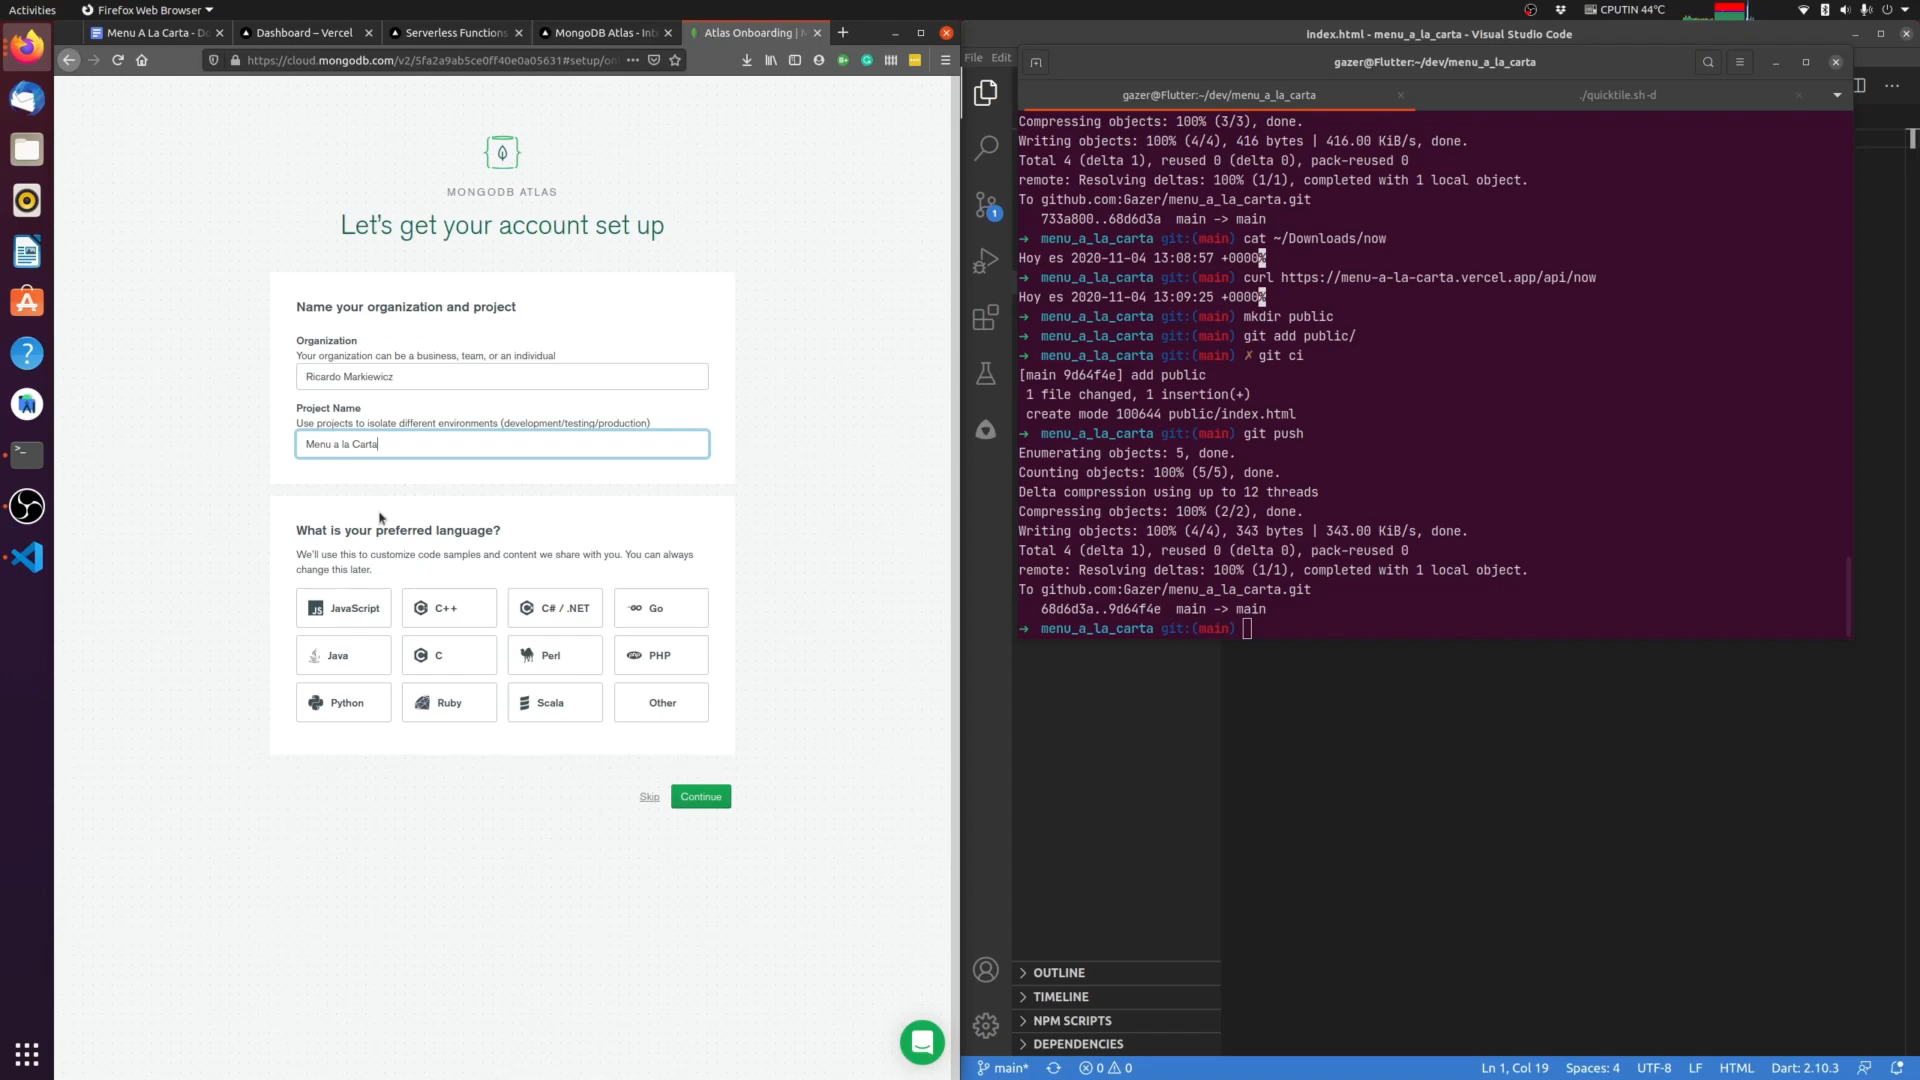 Activities
Firefox Web Browser
CPUTIN 44℃
Menu A La Carta - Do
Dashboard – Vercel
Serverless Functions
MongoDB Atlas - Int
Atlas Onboarding |
https://cloud.mongodb.com/v2/5fa2a9ab5ce0ff40e0a05631#setup/on
MONGODB ATLAS
Let's get your account set up
Name your organization and project
Organization
Your organization can be a business, team, or an individual
Ricardo Markiewicz
Project Name
Use projects to isolate different environments (development/testing/production)
Menu a la Carta
What is your preferred language?
We'll use this to customize code samples and content we share with you. You can always
change this later.
JavaScript
C++
C# / .NET
Go
Java
C
Perl
PHP
Python
Ruby
Scala
Other
Skip
Continue
index.html - menu_a_la_carta - Visual Studio Code
File Edit
gazer@Flutter:~/dev/menu_a_la_carta
gazer@Flutter:~/dev/menu_a_la_carta
./quicktile.sh -d
Compressing objects: 100% (3/3), done.
Writing objects: 100% (4/4), 416 bytes | 416.00 KiB/s, done.
Total 4 (delta 1), reused 0 (delta 0), pack-reused 0
remote: Resolving deltas: 100% (1/1), completed with 1 local object.
To github.com:Gazer/menu_a_la_carta.git
733a800..68d6d3a main -> main
→ menu_a_la_carta git:(main) cat ~/Downloads/now
Hoy es 2020-11-04 13:08:57 +0000%
→ menu_a_la_carta git:(main) curl https://menu-a-la-carta.vercel.app/api/now
Hoy es 2020-11-04 13:09:25 +0000%
→ menu_a_la_carta git:(main) mkdir public
→ menu_a_la_carta git:(main) git add public/
→ menu_a_la_carta git:(main) ✗ git ci
[main 9d64f4e] add public
1 file changed, 1 insertion(+)
create mode 100644 public/index.html
→ menu_a_la_carta git:(main) git push
Enumerating objects: 5, done.
Counting objects: 100% (5/5), done.
Delta compression using up to 12 threads
Compressing objects: 100% (2/2), done.
Writing objects: 100% (4/4), 343 bytes | 343.00 KiB/s, done.
Total 4 (delta 1), reused 0 (delta 0), pack-reused 0
remote: Resolving deltas: 100% (1/1), completed with 1 local object.
To github.com:Gazer/menu_a_la_carta.git
68d6d3a..9d64f4e main -> main
→ menu_a_la_carta git:(main)
1
OUTLINE
TIMELINE
NPM SCRIPTS
DEPENDENCIES
main*
0
0
Ln 1, Col 19
Spaces: 4
UTF-8
LF
HTML
Dart: 2.10.3